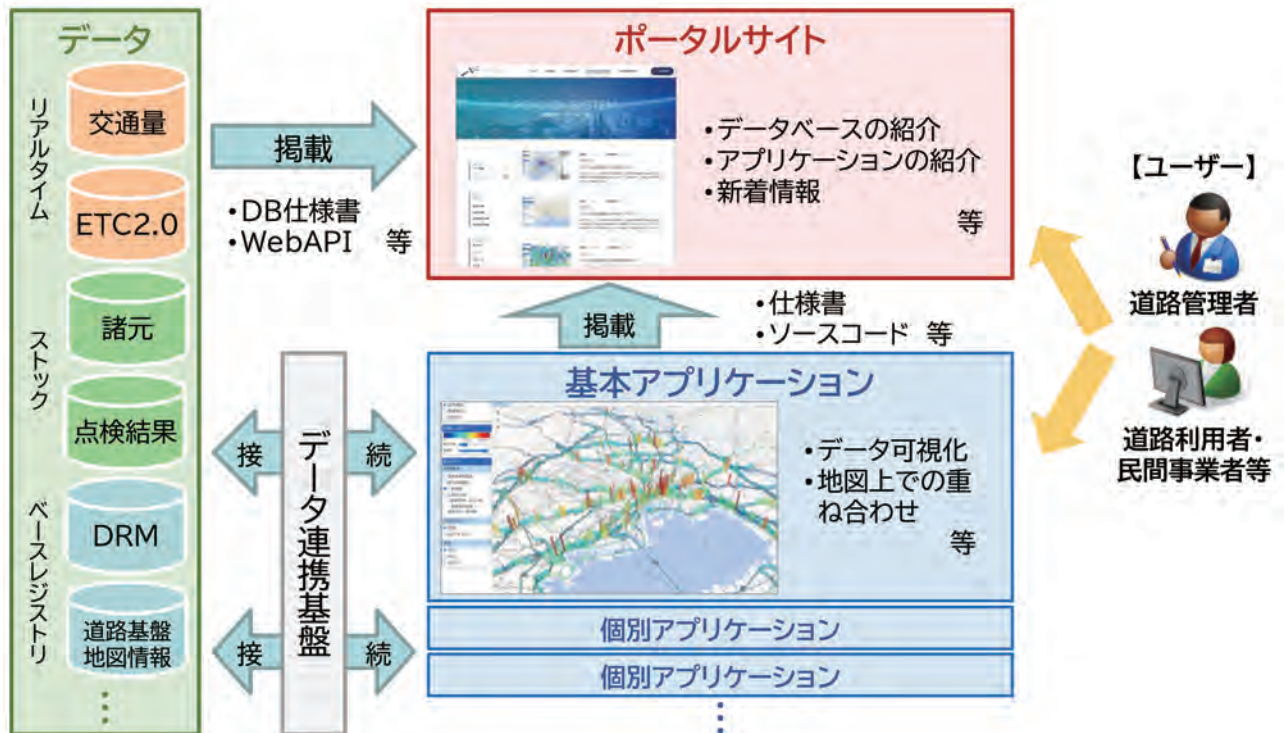 データ
リアルタイム
交通量
ETC2.0
ストック
諸元
点検結果
ベースレジストリ
DRM
道路基盤
地図情報
⋮
掲載
・DB仕様書
・WebAPI 等
ポータルサイト
・データベースの紹介
・アプリケーションの紹介
・新着情報
等
掲載
・仕様書
・ソースコード 等
データ連携基盤
接 続
接 続
基本アプリケーション
・データ可視化
・地図上での重
ね合わせ
等
個別アプリケーション
個別アプリケーション
⋮
【ユーザー】
道路管理者
道路利用者・
民間事業者等